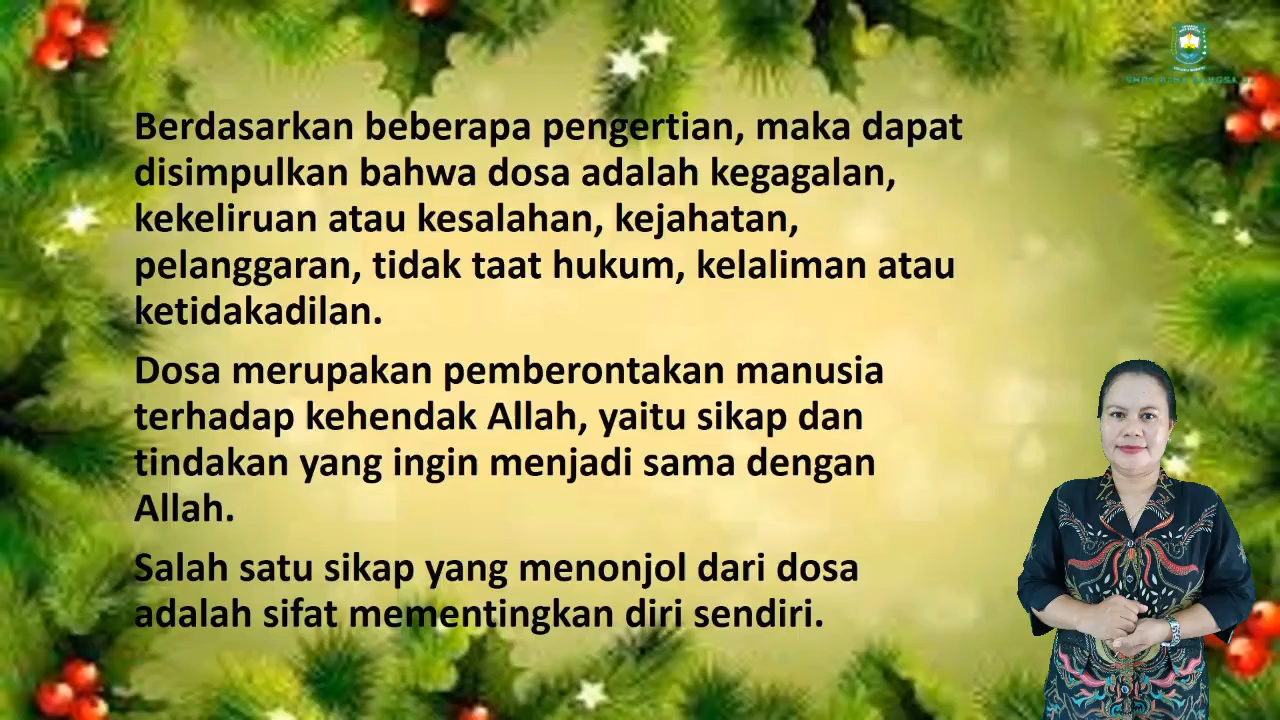 Berdasarkan beberapa pengertian, maka dapat
disimpulkan bahwa dosa adalah kegagalan,
kekeliruan atau kesalahan, kejahatan,
pelanggaran, tidak taat hukum, kelaliman atau
ketidakadilan.
Dosa merupakan pemberontakan manusia
terhadap kehendak Allah, yaitu sikap dan
tindakan yang ingin menjadi sama dengan
Allah.
Salah satu sikap yang menonjol dari dosa
adalah sifat mementingkan diri sendiri.